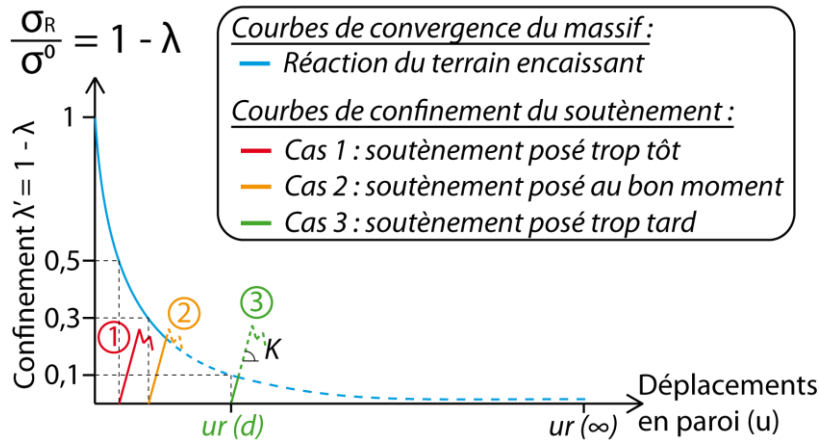 σR/σ⁰ = 1 - λ
Courbes de convergence du massif :
Réaction du terrain encaissant
Courbes de confinement du soutènement :
Cas 1 : soutènement posé trop tôt
Cas 2 : soutènement posé au bon moment
Cas 3 : soutènement posé trop tard
Confinement λ' = 1 - λ
1
0,5
0,3
0,1
1
2
3
K
ur (d)
ur (∞)
Déplacements
en paroi (u)